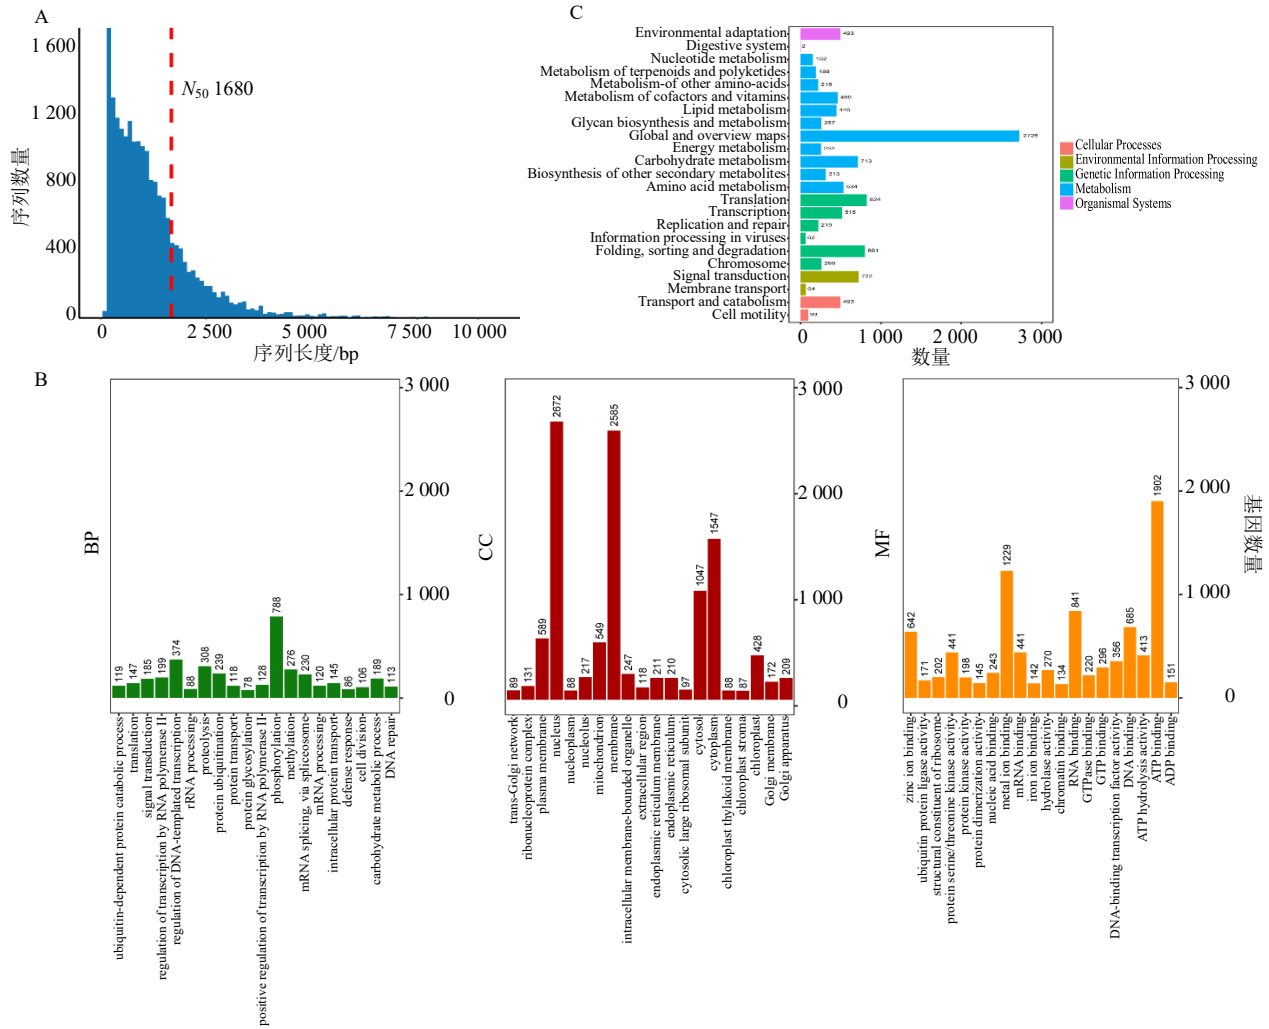 A
1 600
1 200
800
400
0
序列数量
N50 1680
0
2 500
5 000
7 500
10 000
序列长度/bp
C
Environmental adaptation
Digestive system
2
Nucleotide metabolism
Metabolism of terpenoids and polyketides
Metabolism-of other amino-acids
Metabolism of cofactors and vitamins
Lipid metabolism
Glycan biosynthesis and metabolism
Global and overview maps
Energy metabolism
Carbohydrate metabolism
713
Biosynthesis of other secondary metabolites
Amino acid metabolism
Translation
Transcription
Replication and repair
Information processing in viruses
Folding, sorting and degradation
Chromosome
Signal transduction
722
Membrane transport
Transport and catabolism
Cell motility
0
1 000
2 000
3 000
数量
Cellular Processes
Environmental Information Processing
Genetic Information Processing
Metabolism
Organismal Systems
B
BP
3 000
2 000
1 000
0
119
147
185
199
374
88
308
239
118
78
128
788
276
230
120
145
86
106
189
113
ubiquitin-dependent protein catabolic process
translation
signal transduction
regulation of transcription by RNA polymerase II
regulation of DNA-templated transcription
rRNA processing
proteolysis
protein ubiquitination
protein transport
protein glycosylation
positive regulation of transcription by RNA polymerase II
phosphorylation
methylation
mRNA splicing, via spliceosome
mRNA processing
intracellular protein transport
defense response
cell division
carbohydrate metabolic process
DNA repair
CC
3 000
2 000
1 000
0
89
131
589
2672
88
217
549
2585
247
118
211
210
97
1047
1547
88
87
428
172
209
trans-Golgi network
ribonucleoprotein complex
plasma membrane
nucleus
nucleoplasm
nucleolus
mitochondrion
membrane
intracellular membrane-bounded organelle
extracellular region
endoplasmic reticulum membrane
endoplasmic reticulum
cytosolic large ribosomal subunit
cytosol
cytoplasm
chloroplast thylakoid membrane
chloroplast stroma
chloroplast
Golgi membrane
Golgi apparatus
MF
3 000
2 000
1 000
0
基因数量
642
171
202
441
198
145
243
1229
441
142
270
134
841
220
296
356
685
413
1902
151
zinc ion binding
ubiquitin protein ligase activity
structural constituent of ribosome
protein serine/threonine kinase activity
protein kinase activity
protein dimerization activity
nucleic acid binding
metal ion binding
mRNA binding
iron ion binding
hydrolase activity
chromatin binding
RNA binding
GTPase binding
GTP binding
DNA-binding transcription factor activity
DNA binding
ATP hydrolysis activity
ATP binding
ADP binding